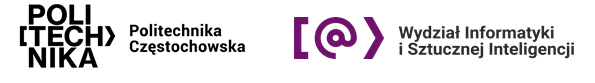 POLI
[TECH>
NIKA
Politechnika
Częstochowska
[@>
Wydział Informatyki
i Sztucznej Inteligencji